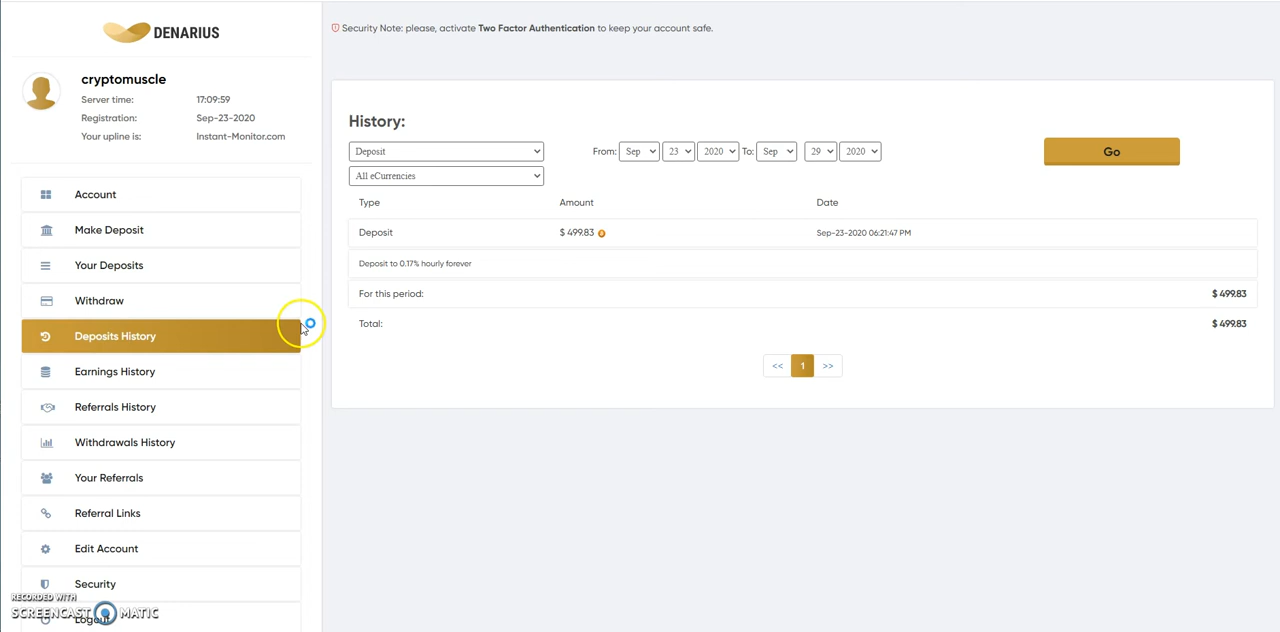 DENARIUS
cryptomuscle
Server time: 17:09:59
Registration: Sep-23-2020
Your upline is: Instant-Monitor.com
Account
Make Deposit
Your Deposits
Withdraw
Deposits History
Earnings History
Referrals History
Withdrawals History
Your Referrals
Referral Links
Edit Account
Security
Logout
RECORDED WITH
SCREENCAST MATIC
Security Note: please, activate Two Factor Authentication to keep your account safe.
History:
Deposit From: Sep 23 2020 To: Sep 29 2020 Go
All eCurrencies
Type Amount Date
Deposit $ 499.83 Sep-23-2020 06:21:47 PM
Deposit to 0.17% hourly forever
For this period: $ 499.83
Total: $ 499.83
<< 1 >>